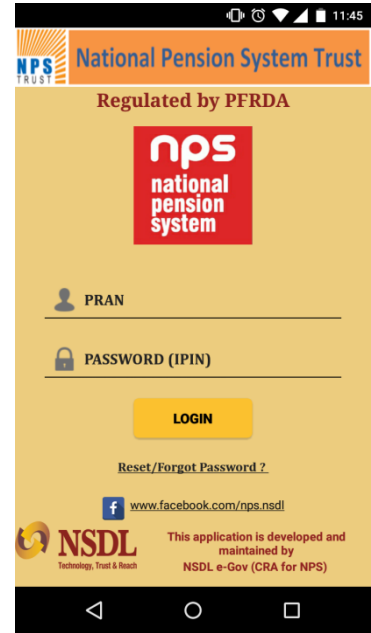 11:45
NPS
TRUST
National Pension System Trust
Regulated by PFRDA
nps
national
pension
system
PRAN
PASSWORD (IPIN)
LOGIN
Reset/Forgot Password ?
f www.facebook.com/nps.nsdl
NSDL
Technology, Trust & Reach
This application is developed and
maintained by
NSDL e-Gov (CRA for NPS)